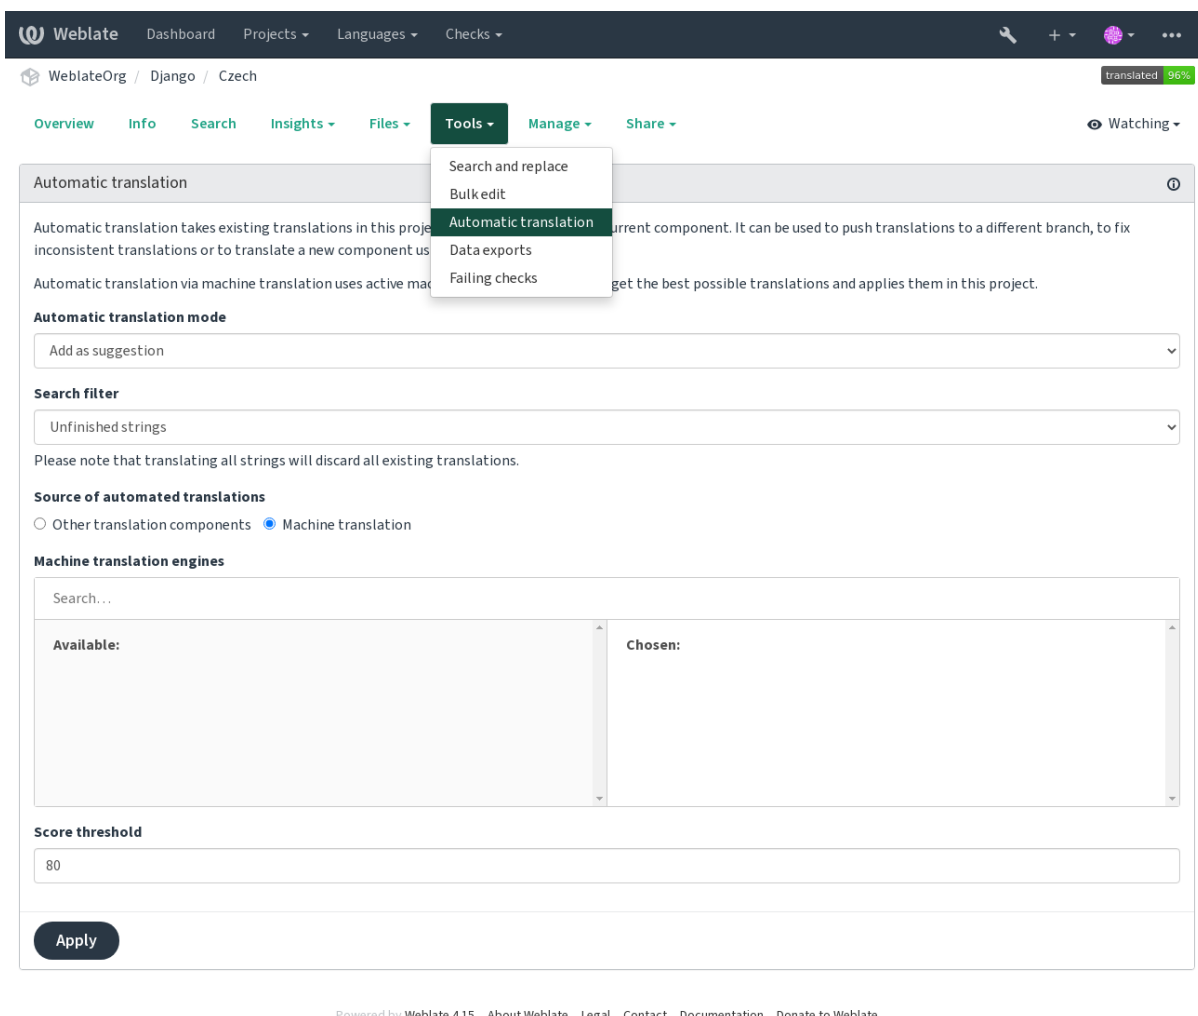 Weblate Dashboard Projects Languages Checks
WeblateOrg / Django / Czech translated 96%
Overview Info Search Insights Files Tools Manage Share Watching
Search and replace
Bulk edit
Automatic translation
Data exports
Failing checks
Automatic translation
Automatic translation takes existing translations in this proje urrent component. It can be used to push translations to a different branch, to fix
inconsistent translations or to translate a new component us
Automatic translation via machine translation uses active mac get the best possible translations and applies them in this project.
Automatic translation mode
Add as suggestion
Search filter
Unfinished strings
Please note that translating all strings will discard all existing translations.
Source of automated translations
Other translation components Machine translation
Machine translation engines
Search…
Available: Chosen:
Score threshold
80
Apply
Powered by Weblate 4.15 About Weblate Legal Contact Documentation Donate to Weblate